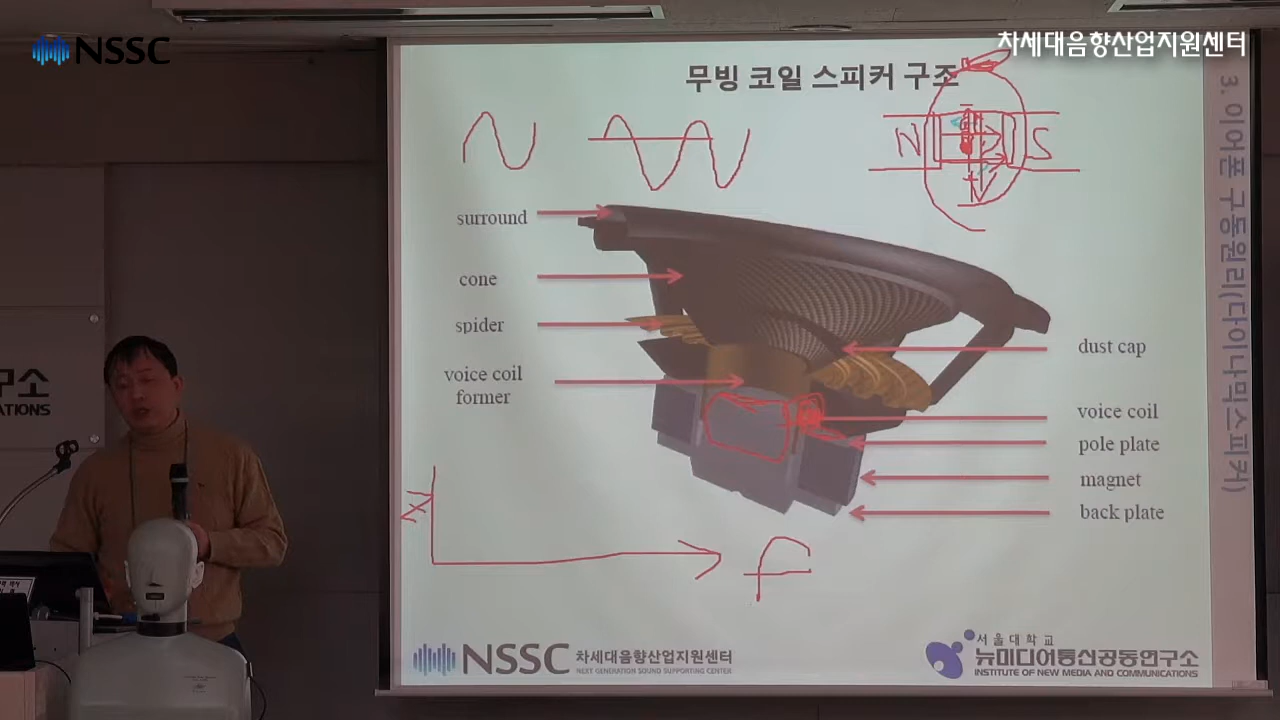 NSSC
차세대음향산업지원센터
무빙 코일 스피커 구조
N
S
surround
cone
spider
voice coil
former
dust cap
voice coil
pole plate
magnet
back plate
f
3. 이어폰 구동원리(다이나믹스피커)
구소
ATIONS
NSSC 차세대음향산업지원센터
NEXT GENERATION SOUND SUPPORTING CENTER
서울대학교
뉴미디어통신공동연구소
INSTITUTE OF NEW MEDIA AND COMMUNICATIONS